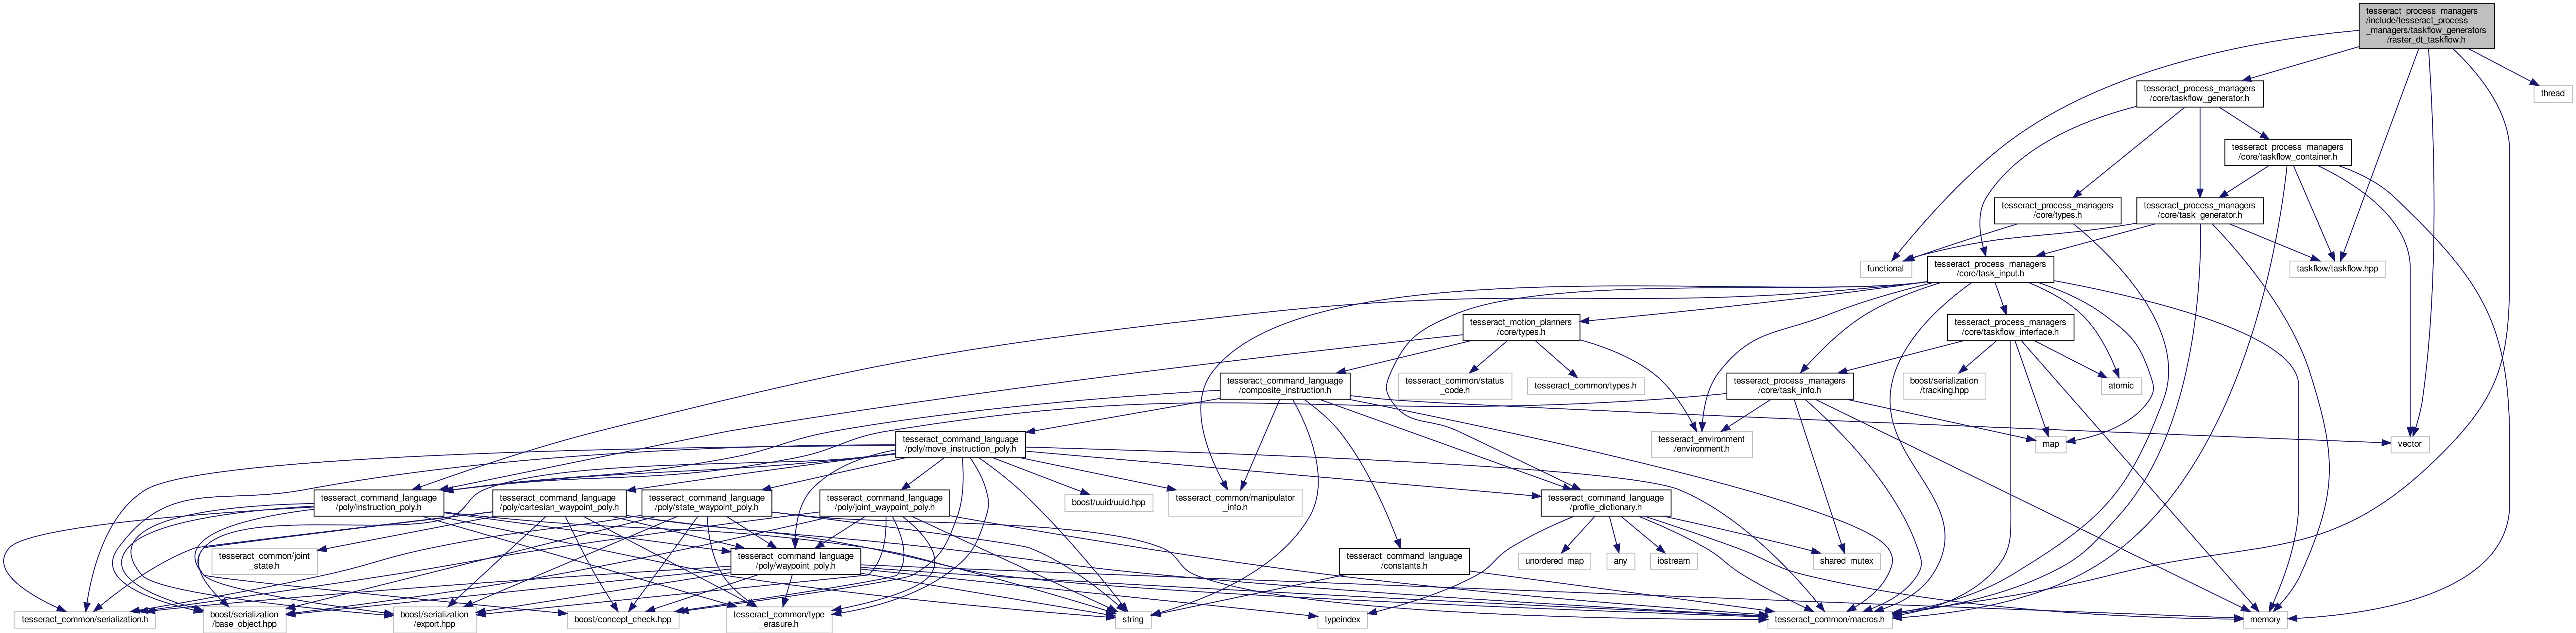 tesseract_process_managers
/include/tesseract_process
_managers/taskflow_generators
/raster_dt_taskflow.h
tesseract_process_managers
/core/taskflow_generator.h
thread
tesseract_process_managers
/core/taskflow_container.h
tesseract_process_managers
/core/types.h
tesseract_process_managers
/core/task_generator.h
functional
tesseract_process_managers
/core/task_input.h
taskflow/taskflow.hpp
tesseract_motion_planners
/core/types.h
tesseract_process_managers
/core/taskflow_interface.h
tesseract_command_language
/composite_instruction.h
tesseract_common/status
_code.h
tesseract_common/types.h
tesseract_process_managers
/core/task_info.h
boost/serialization
/tracking.hpp
atomic
tesseract_command_language
/poly/move_instruction_poly.h
tesseract_environment
/environment.h
map
vector
tesseract_command_language
/poly/instruction_poly.h
tesseract_command_language
/poly/cartesian_waypoint_poly.h
tesseract_command_language
/poly/state_waypoint_poly.h
tesseract_command_language
/poly/joint_waypoint_poly.h
boost/uuid/uuid.hpp
tesseract_common/manipulator
_info.h
tesseract_command_language
/profile_dictionary.h
tesseract_common/joint
_state.h
tesseract_command_language
/poly/waypoint_poly.h
tesseract_command_language
/constants.h
unordered_map
any
iostream
shared_mutex
tesseract_common/serialization.h
boost/serialization
/base_object.hpp
boost/serialization
/export.hpp
boost/concept_check.hpp
tesseract_common/type
_erasure.h
string
typeindex
tesseract_common/macros.h
memory